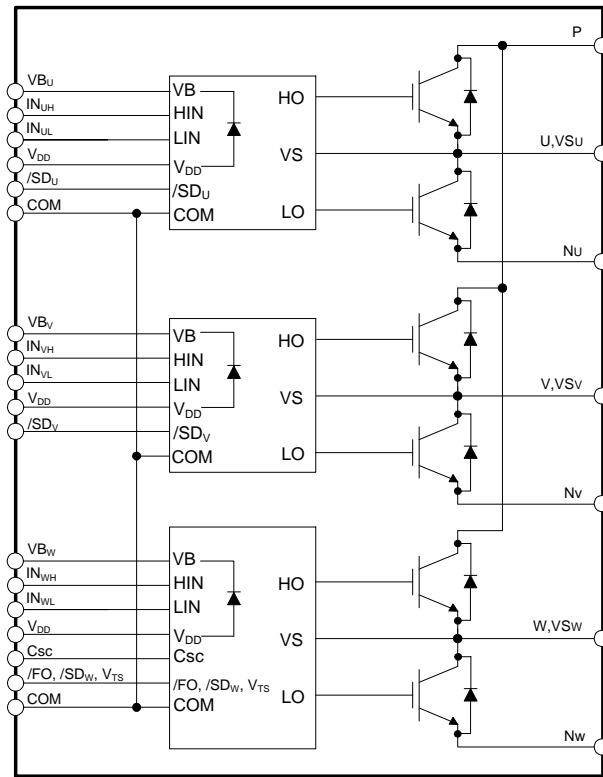 P
VBU
INUH
INUL
VDD
/SDU
COM
VB
HIN
LIN
VDD
/SDU
COM
HO
VS
LO
U,VSU
NU
VBV
INVH
INVL
VDD
/SDV
VB
HIN
LIN
VDD
/SDV
COM
HO
VS
LO
V,VSV
NV
VBW
INWH
INWL
VDD
Csc
/FO, /SDW, VTS
COM
VB
HIN
LIN
VDD
Csc
/FO, /SDW, VTS
COM
HO
VS
LO
W,VSW
NW